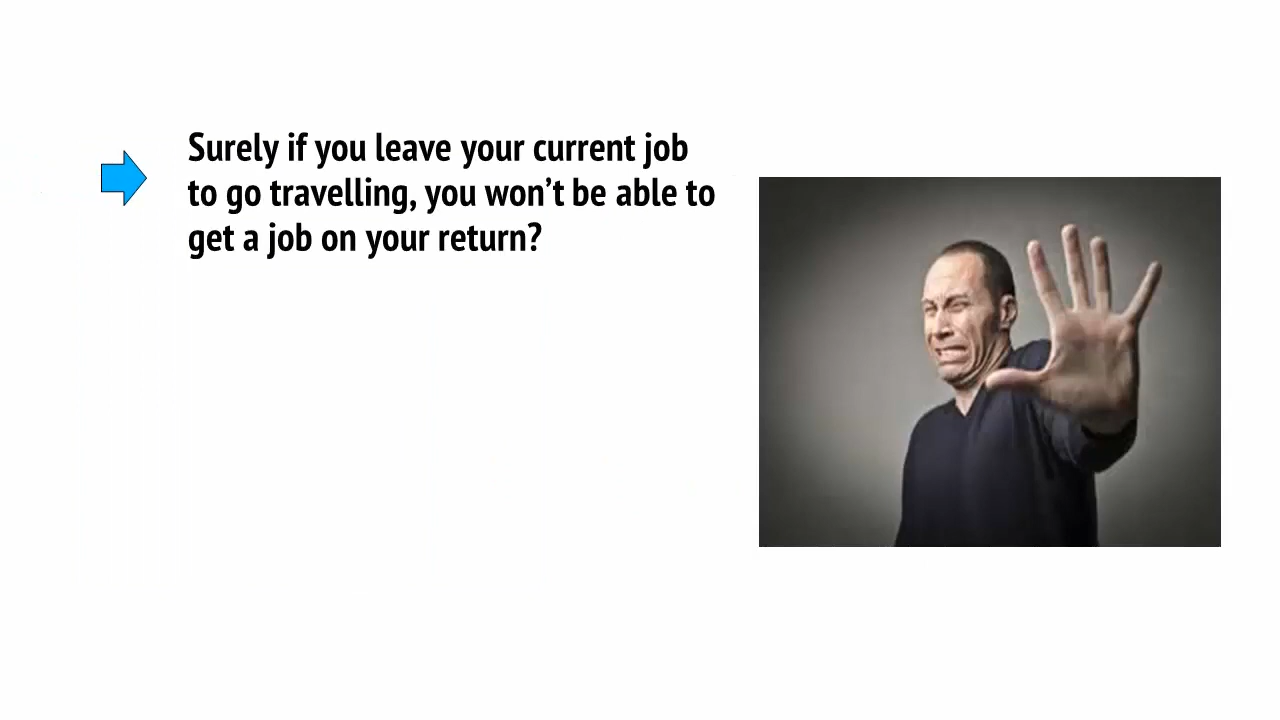 Surely if you leave your current job
to go travelling, you won’t be able to
get a job on your return?